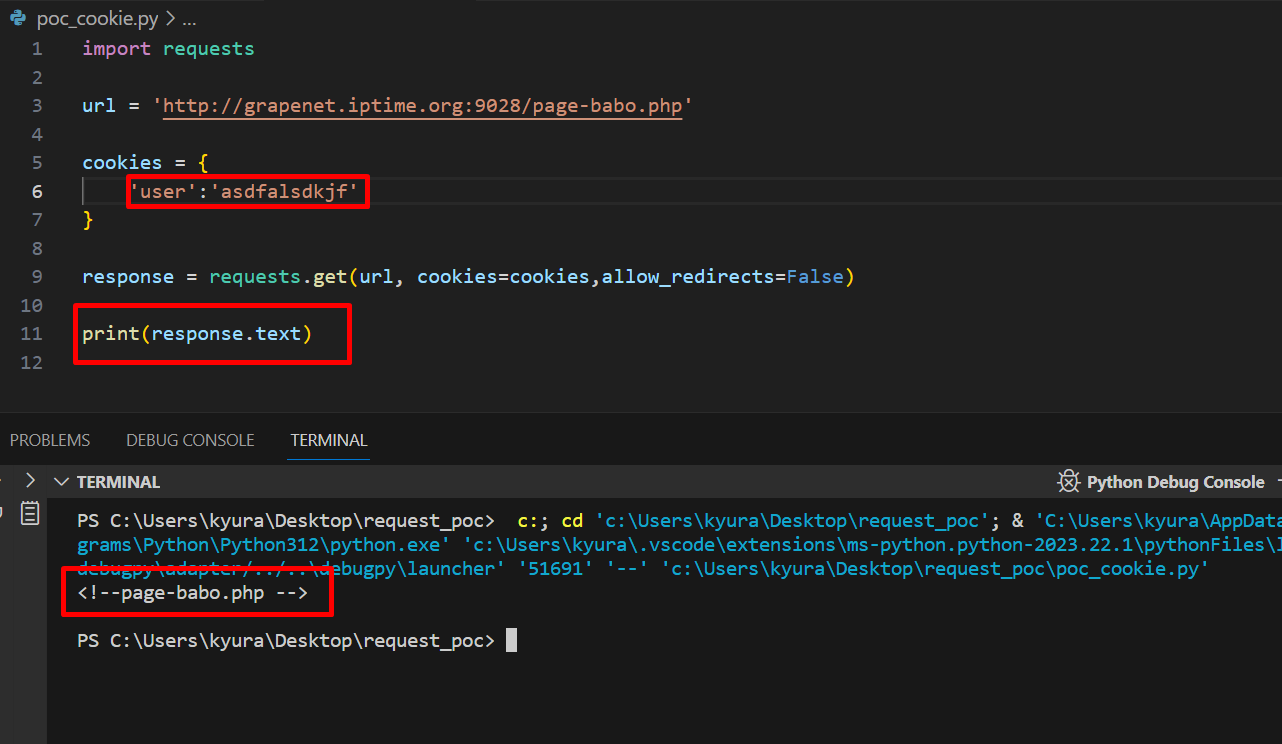 poc_cookie.py > ...
1 import requests
2
3 url = 'http://grapenet.iptime.org:9028/page-babo.php'
4
5 cookies = {
6 'user':'asdfalsdkjf'
7 }
8
9 response = requests.get(url, cookies=cookies,allow_redirects=False)
10
11 print(response.text)
12
PROBLEMS DEBUG CONSOLE TERMINAL
TERMINAL Python Debug Console
PS C:\Users\kyura\Desktop\request_poc> c:; cd 'c:\Users\kyura\Desktop\request_poc'; & 'C:\Users\kyura\AppData
grams\Python\Python312\python.exe' 'c:\Users\kyura\.vscode\extensions\ms-python.python-2023.22.1\pythonFiles\
debugpy\adapter/../..\debugpy\launcher' '51691' '--' 'c:\Users\kyura\Desktop\request_poc\poc_cookie.py'
<!--page-babo.php -->
PS C:\Users\kyura\Desktop\request_poc>